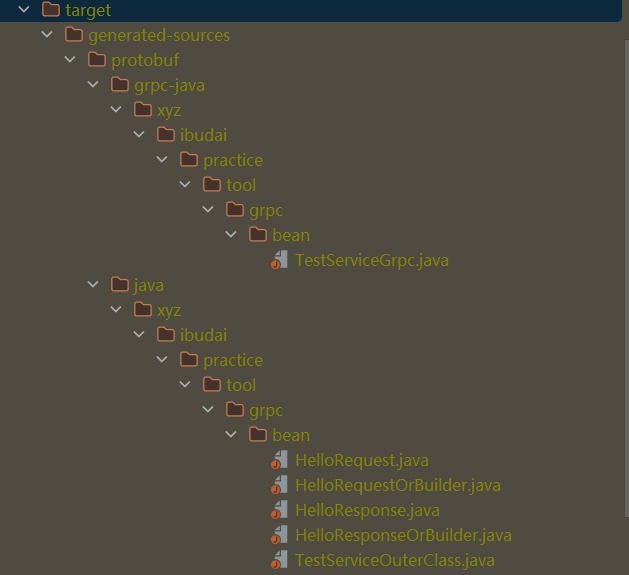 target
generated-sources
protobuf
grpc-java
xyz
ibudai
practice
tool
grpc
bean
TestServiceGrpc.java
java
xyz
ibudai
practice
tool
grpc
bean
HelloRequest.java
HelloRequestOrBuilder.java
HelloResponse.java
HelloResponseOrBuilder.java
TestServiceOuterClass.java